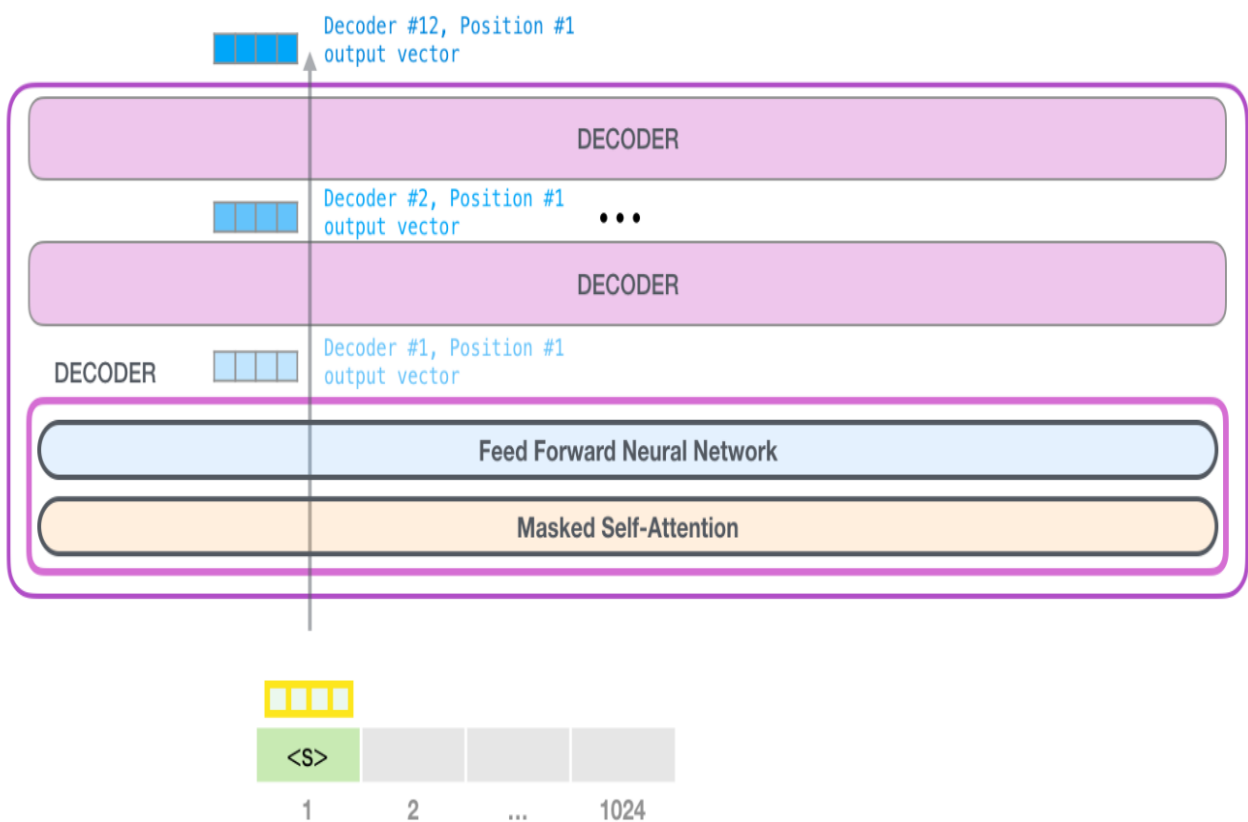 Decoder #12, Position #1
output vector
DECODER
Decoder #2, Position #1
output vector
...
DECODER
Decoder #1, Position #1
output vector
DECODER
Feed Forward Neural Network
Masked Self-Attention
<S>
1 2 ... 1024